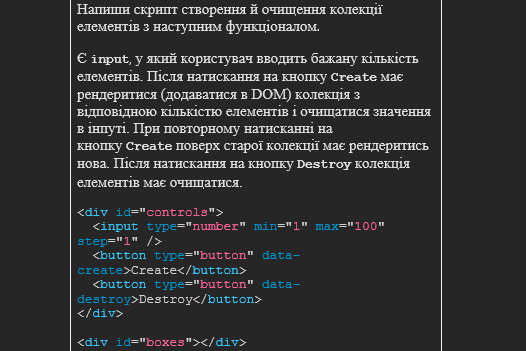 Напиши скрипт створення й очищення колекції
елементів з наступним функціоналом.
Є input, у який користувач вводить бажану кількість
елементів. Після натискання на кнопку Create має
рендеритися (додаватися в DOM) колекція з
відповідною кількістю елементів і очищатися значення
в інпуті. При повторному натисканні на
кнопку Create поверх старої колекції має рендеритись
нова. Після натискання на кнопку Destroy колекція
елементів має очищатися.
<div id="controls">
  <input type="number" min="1" max="100"
step="1" />
  <button type="button" data-
create>Create</button>
  <button type="button" data-
destroy>Destroy</button>
</div>
<div id="boxes"></div>